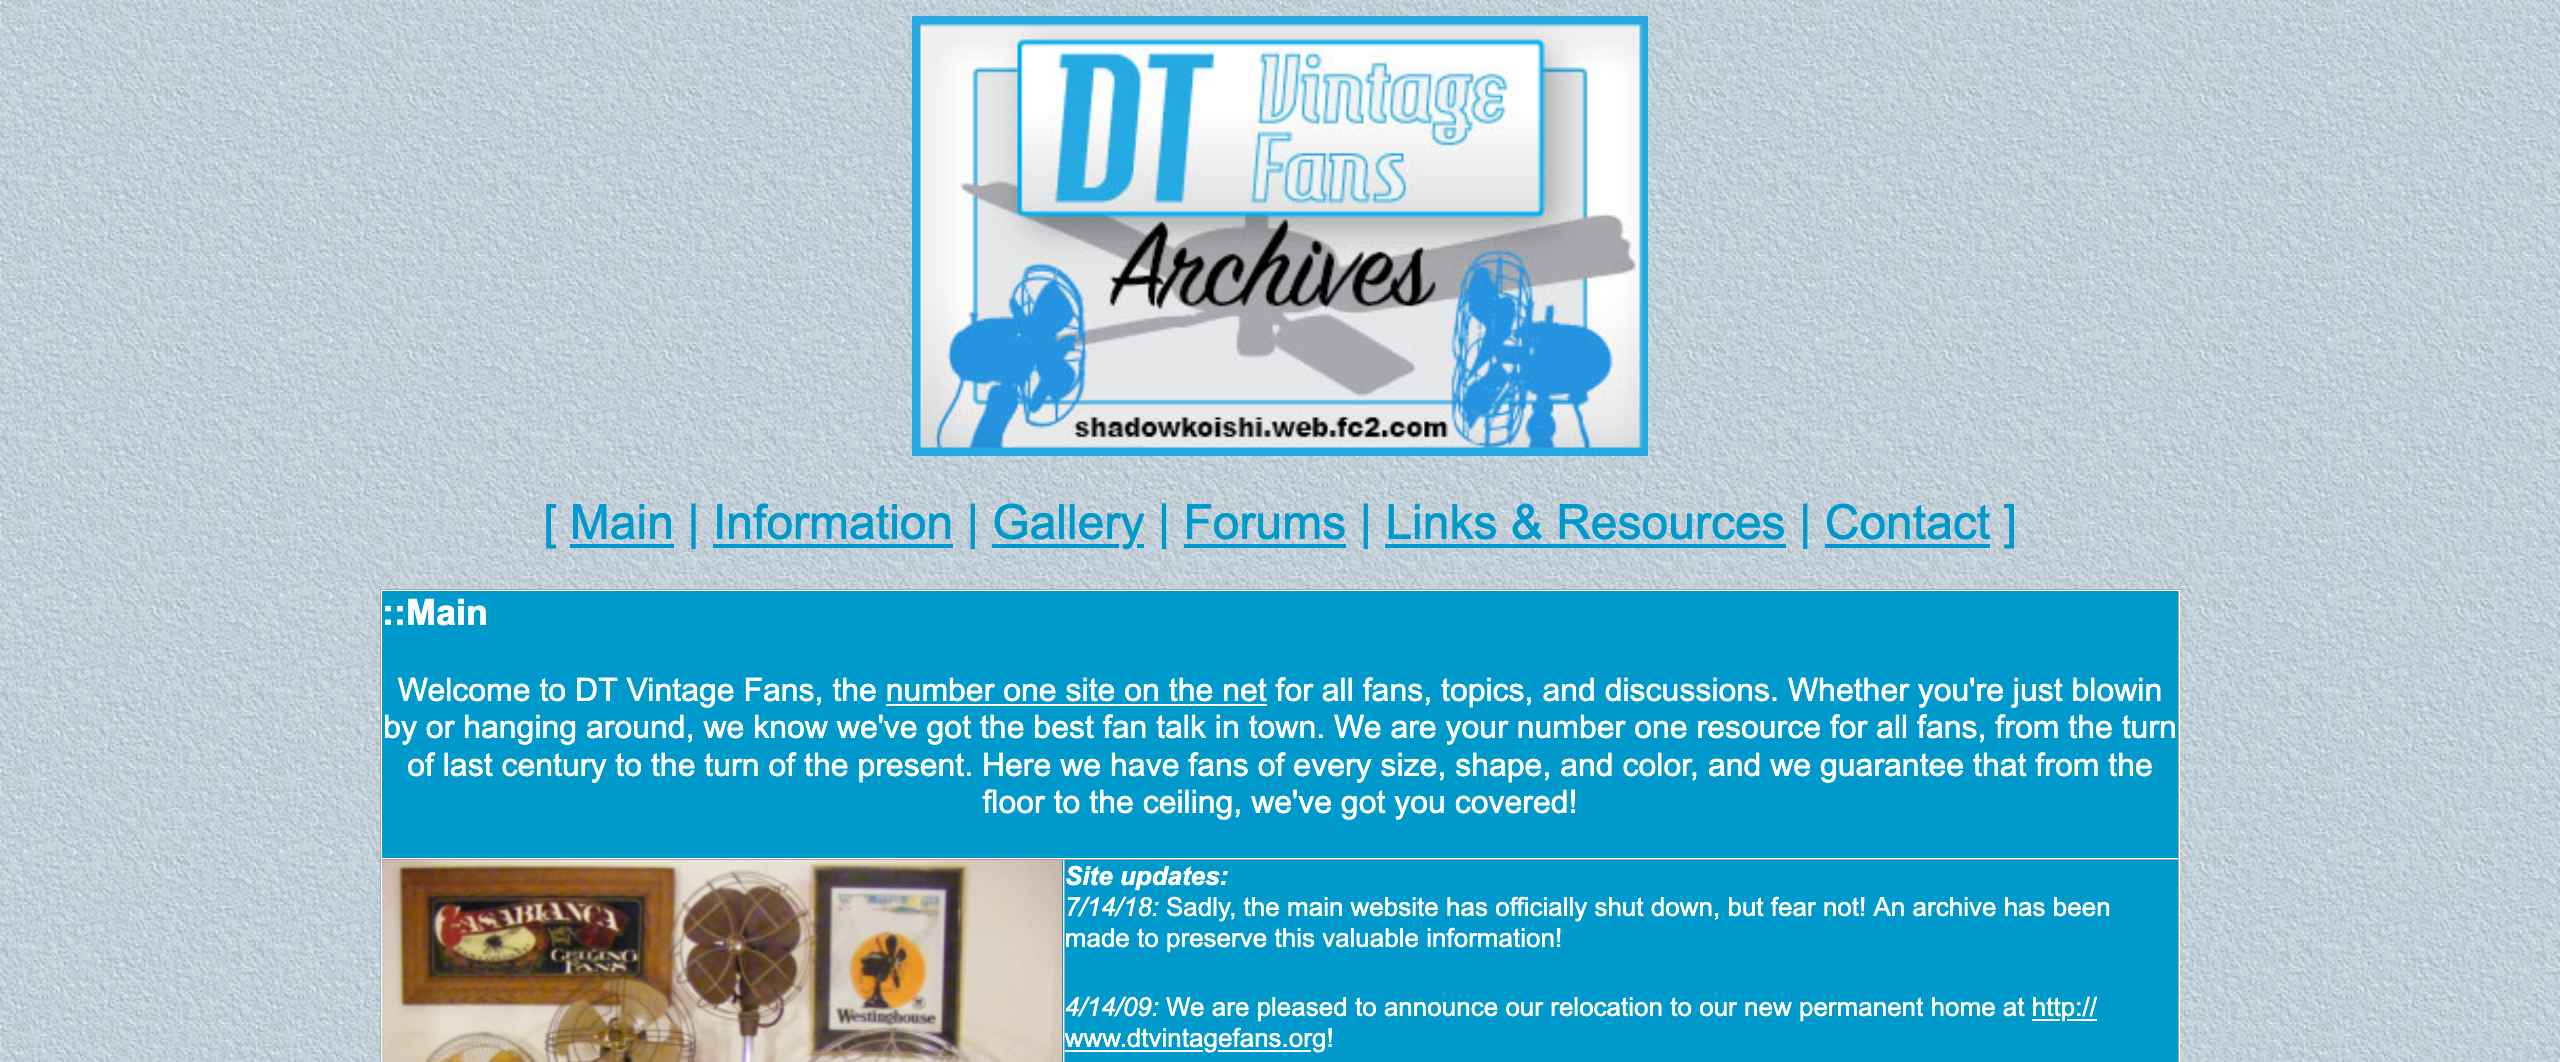 DT Vintage
Fans
Archives
shadowkoishi.web.fc2.com
[ Main | Information | Gallery | Forums | Links & Resources | Contact ]
::Main
Welcome to DT Vintage Fans, the number one site on the net for all fans, topics, and discussions. Whether you're just blowin
by or hanging around, we know we've got the best fan talk in town. We are your number one resource for all fans, from the turn
of last century to the turn of the present. Here we have fans of every size, shape, and color, and we guarantee that from the
floor to the ceiling, we've got you covered!
CASABLANCA
CEILING
FANS
Westinghouse
Site updates:
7/14/18: Sadly, the main website has officially shut down, but fear not! An archive has been
made to preserve this valuable information!
4/14/09: We are pleased to announce our relocation to our new permanent home at http://
www.dtvintagefans.org!